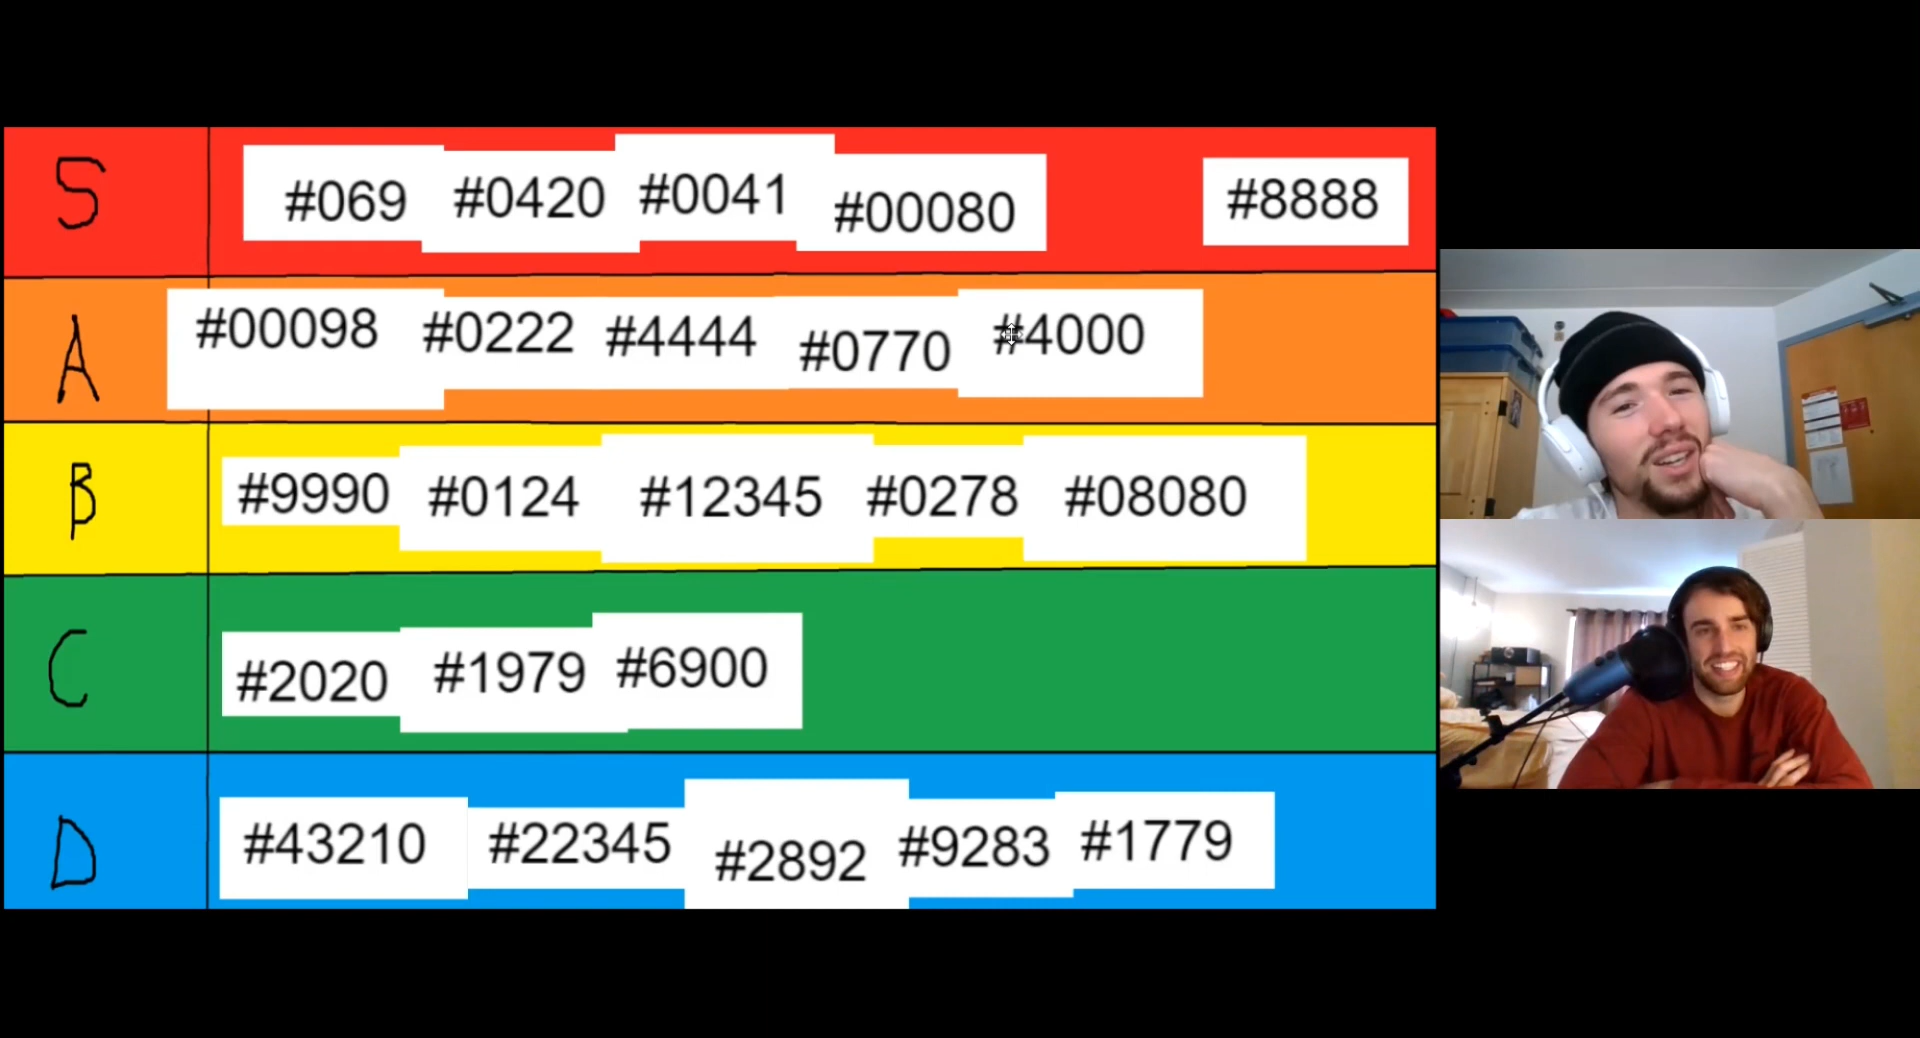 S #069 #0420 #0041 #00080 #8888
A #00098 #0222 #4444 #0770 #4000
B #9990 #0124 #12345 #0278 #08080
C #2020 #1979 #6900
D #43210 #22345 #2892 #9283 #1779